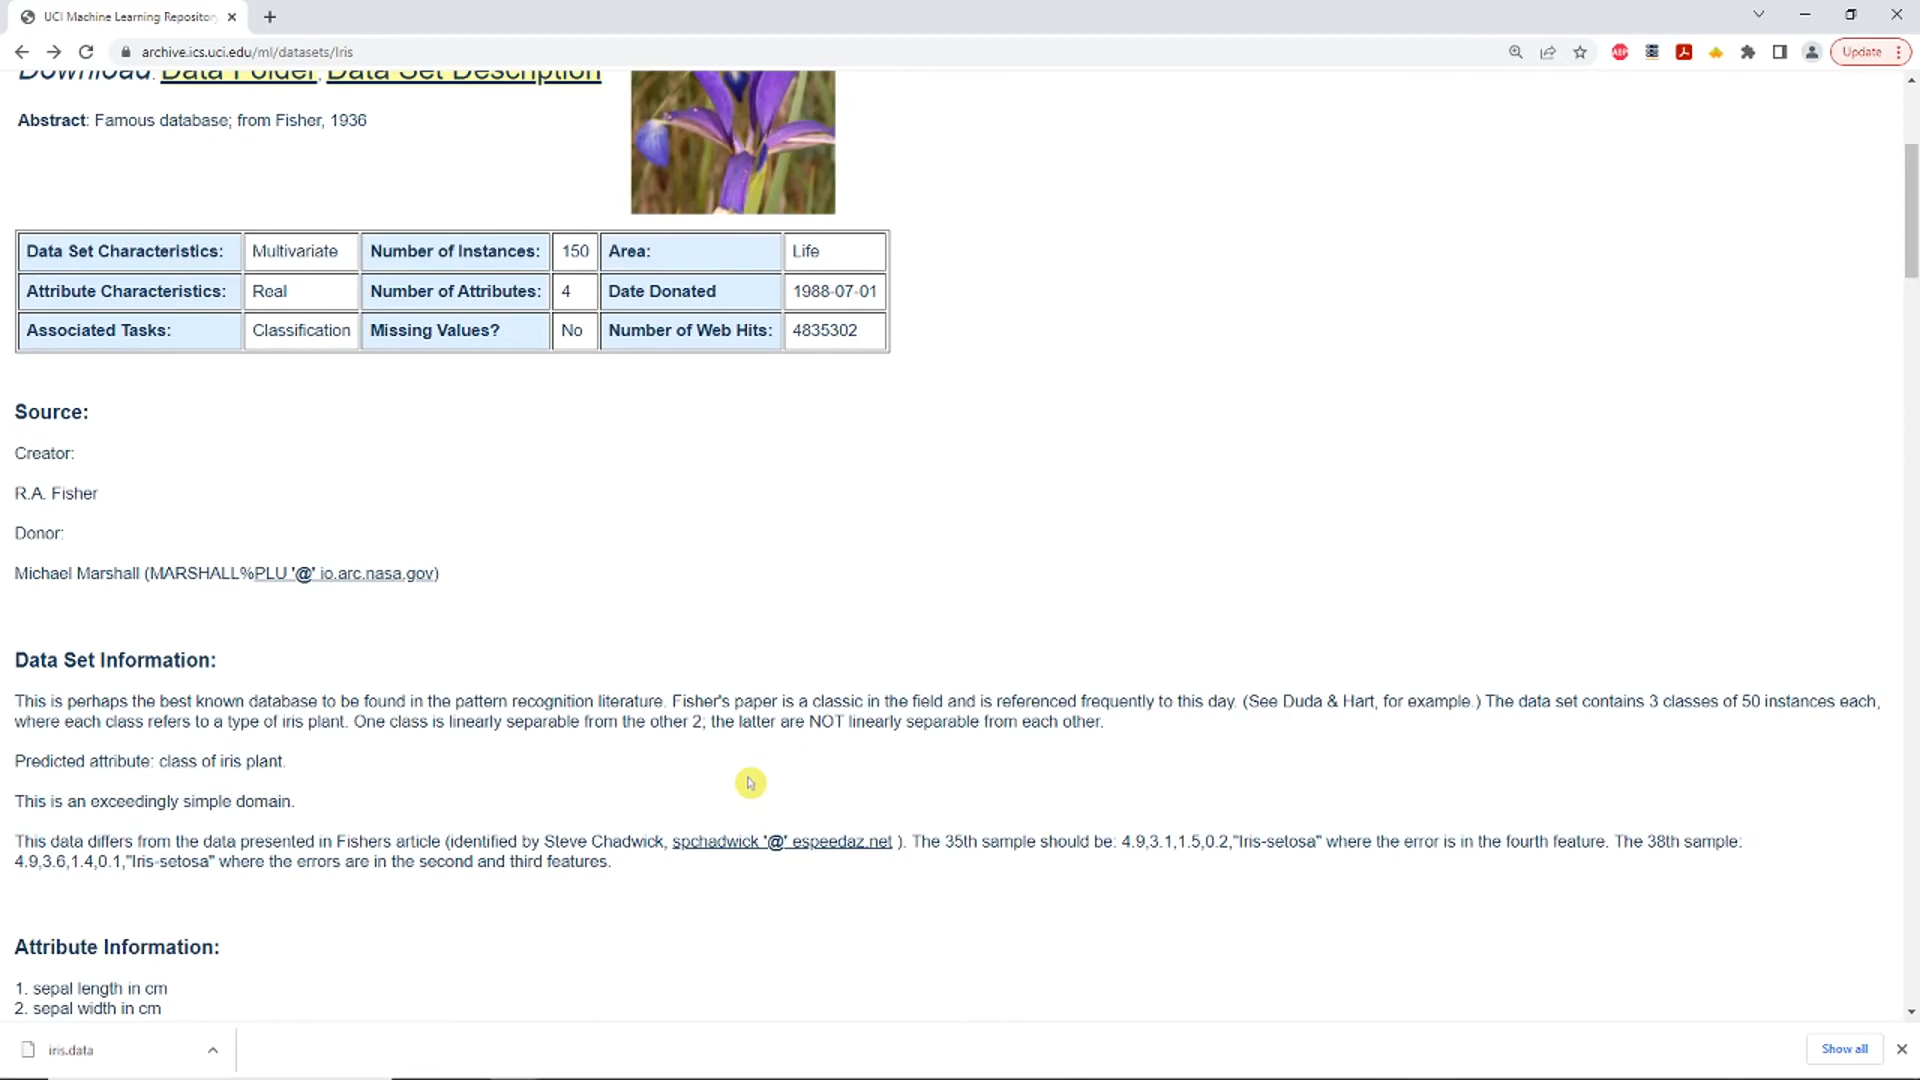 UCI Machine Learning Repository
archive.ics.uci.edu/ml/datasets/Iris
ABP
Update
Download: Data Folder, Data Set Description
Abstract: Famous database; from Fisher, 1936
Data Set Characteristics: Multivariate Number of Instances: 150 Area: Life
Attribute Characteristics: Real Number of Attributes: 4 Date Donated 1988-07-01
Associated Tasks: Classification Missing Values? No Number of Web Hits: 4835302
Source:
Creator:
R.A. Fisher
Donor:
Michael Marshall (MARSHALL%PLU '@' io.arc.nasa.gov)
Data Set Information:
This is perhaps the best known database to be found in the pattern recognition literature. Fisher's paper is a classic in the field and is referenced frequently to this day. (See Duda & Hart, for example.) The data set contains 3 classes of 50 instances each,
where each class refers to a type of iris plant. One class is linearly separable from the other 2; the latter are NOT linearly separable from each other.
Predicted attribute: class of iris plant.
This is an exceedingly simple domain.
This data differs from the data presented in Fishers article (identified by Steve Chadwick, spchadwick '@' espeedaz.net ). The 35th sample should be: 4.9,3.1,1.5,0.2,"Iris-setosa" where the error is in the fourth feature. The 38th sample:
4.9,3.6,1.4,0.1,"Iris-setosa" where the errors are in the second and third features.
Attribute Information:
1. sepal length in cm
2. sepal width in cm
iris.data
Show all